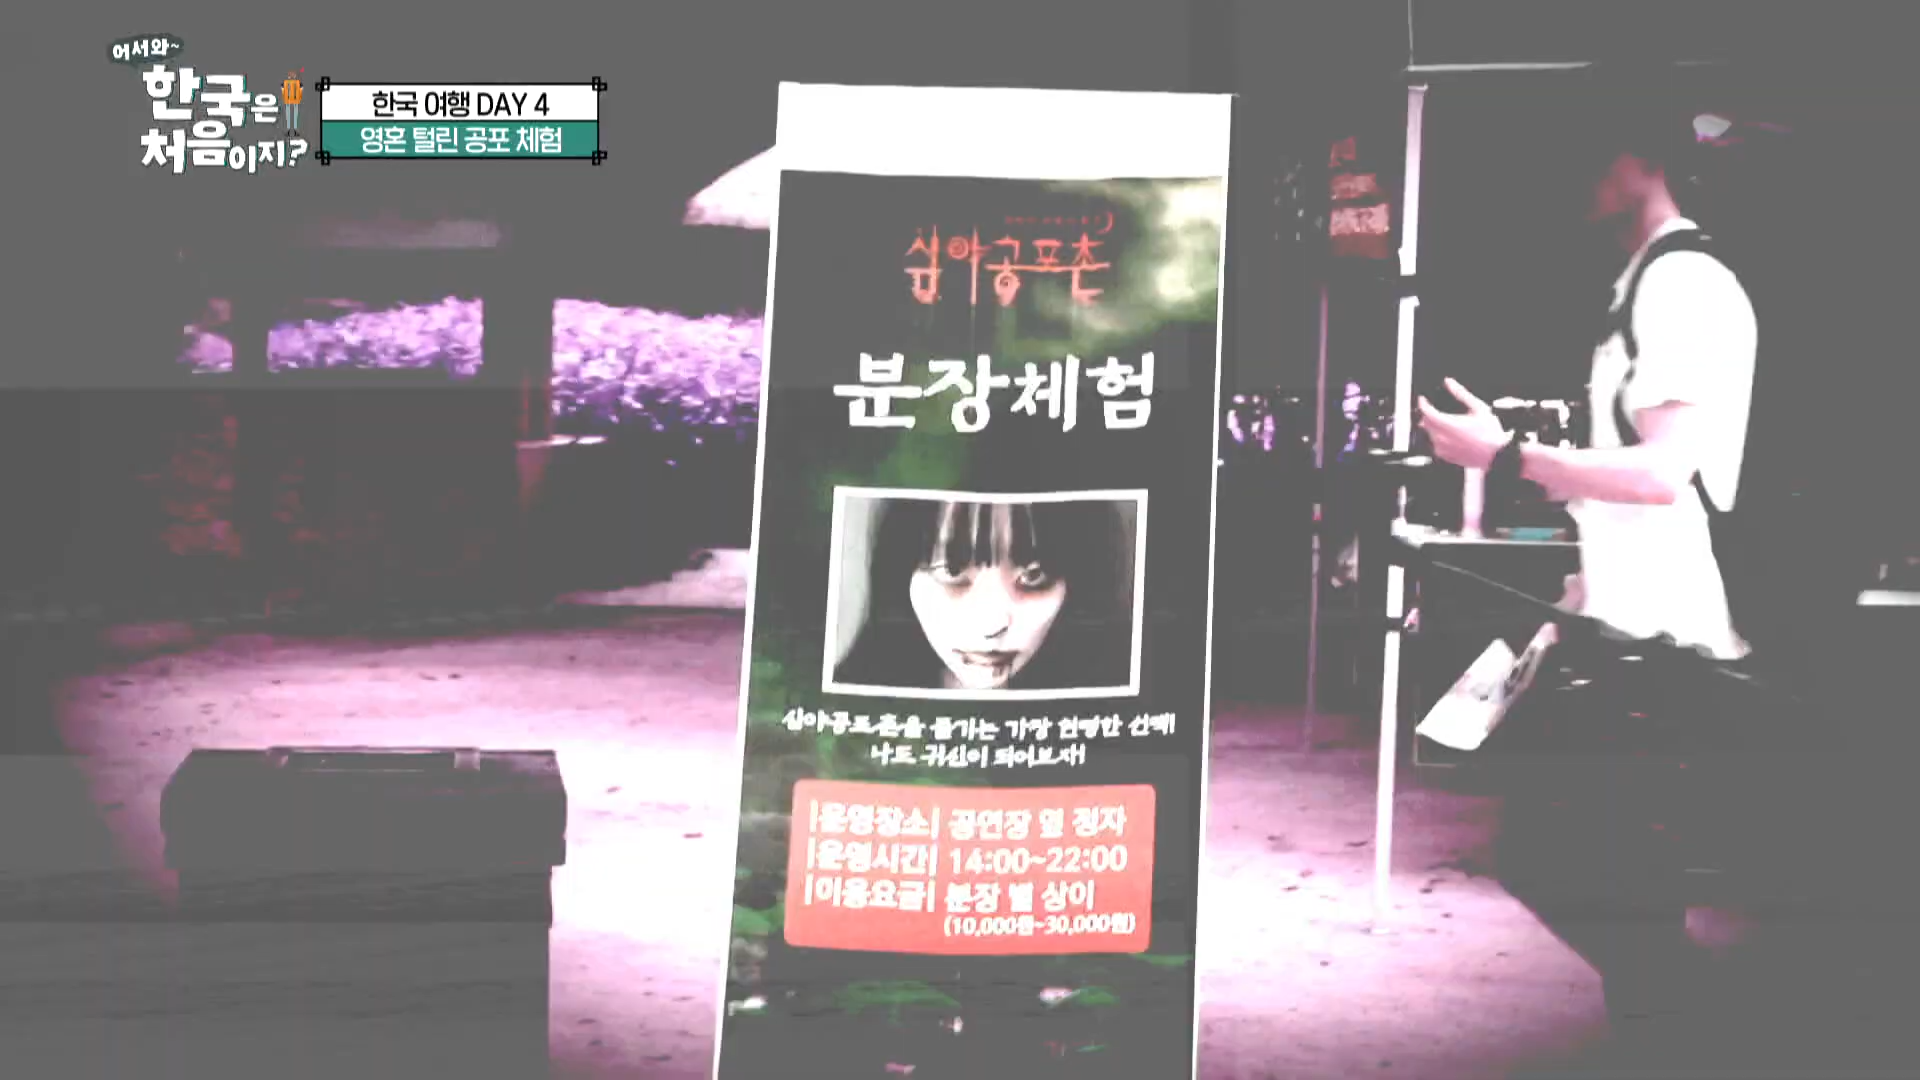 어서와~
한국은
처음이지?
한국 여행 DAY 4
영혼 털린 공포 체험
심야공포촌
분장체험
심야공포촌을 즐기는 가장 현명한 선택!
나도 귀신이 되어보자!
|운영장소| 공연장 옆 정자
|운영시간| 14:00~22:00
|이용요금| 분장 별 상이
(10,000원~30,000원)